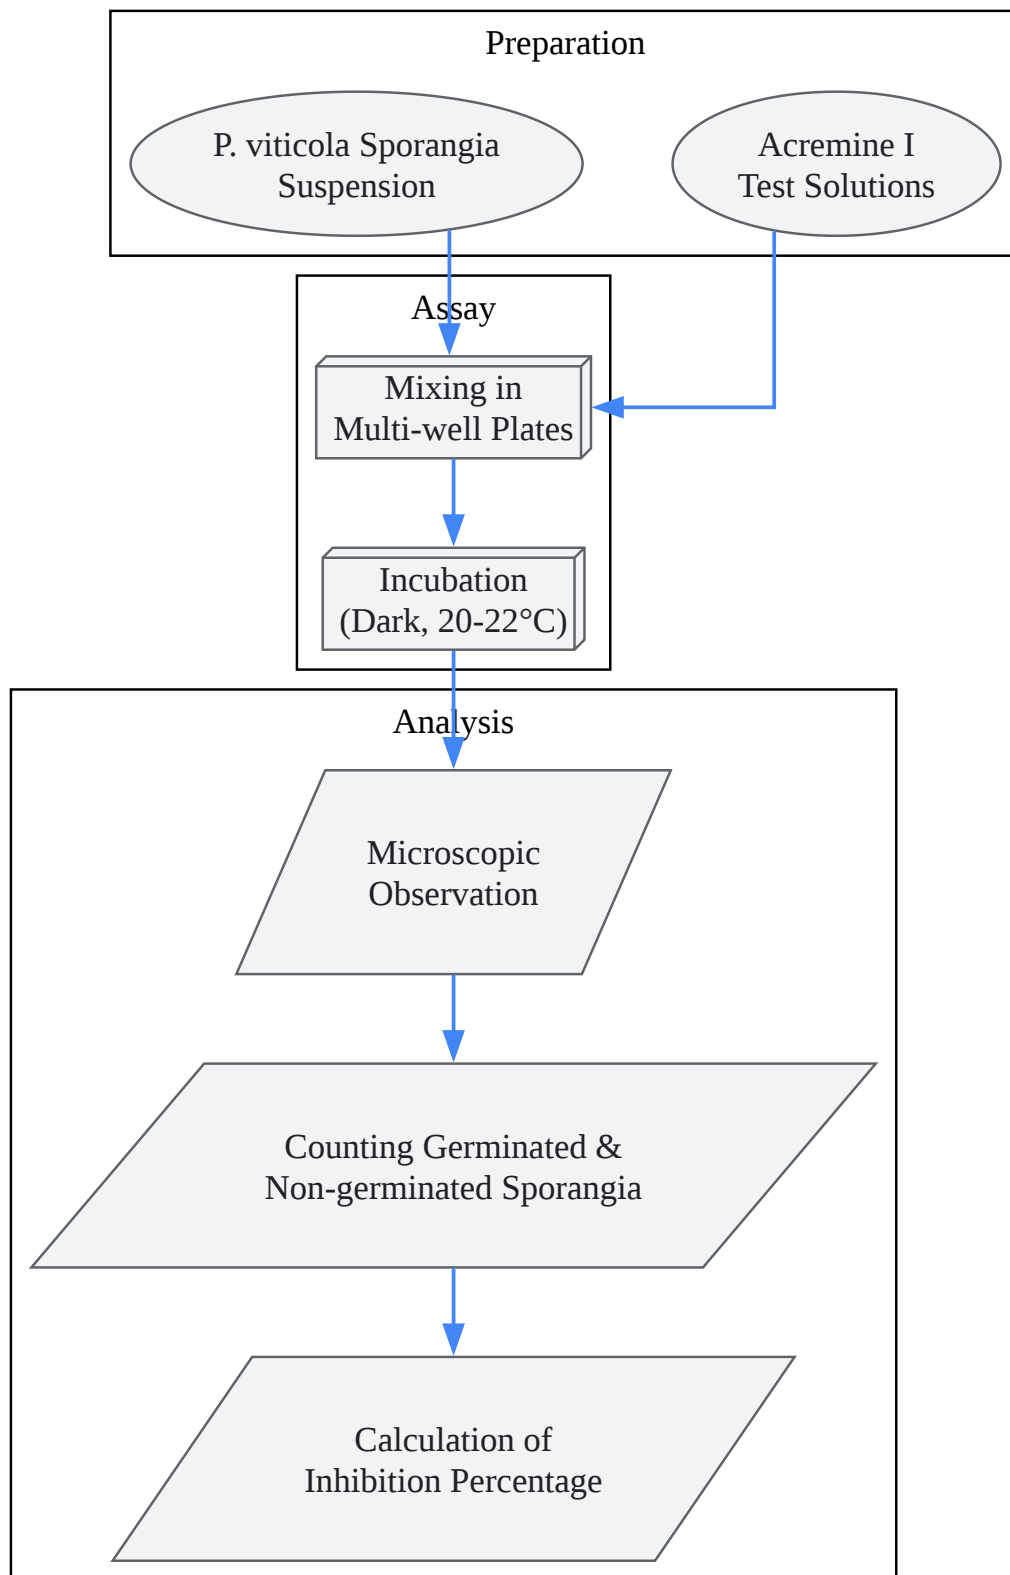 Preparation
P. viticola Sporangia
Suspension
Acremine I
Test Solutions
Assay
Mixing in
Multi-well Plates
Incubation
(Dark, 20-22°C)
Analysis
Microscopic
Observation
Counting Germinated &
Non-germinated Sporangia
Calculation of
Inhibition Percentage